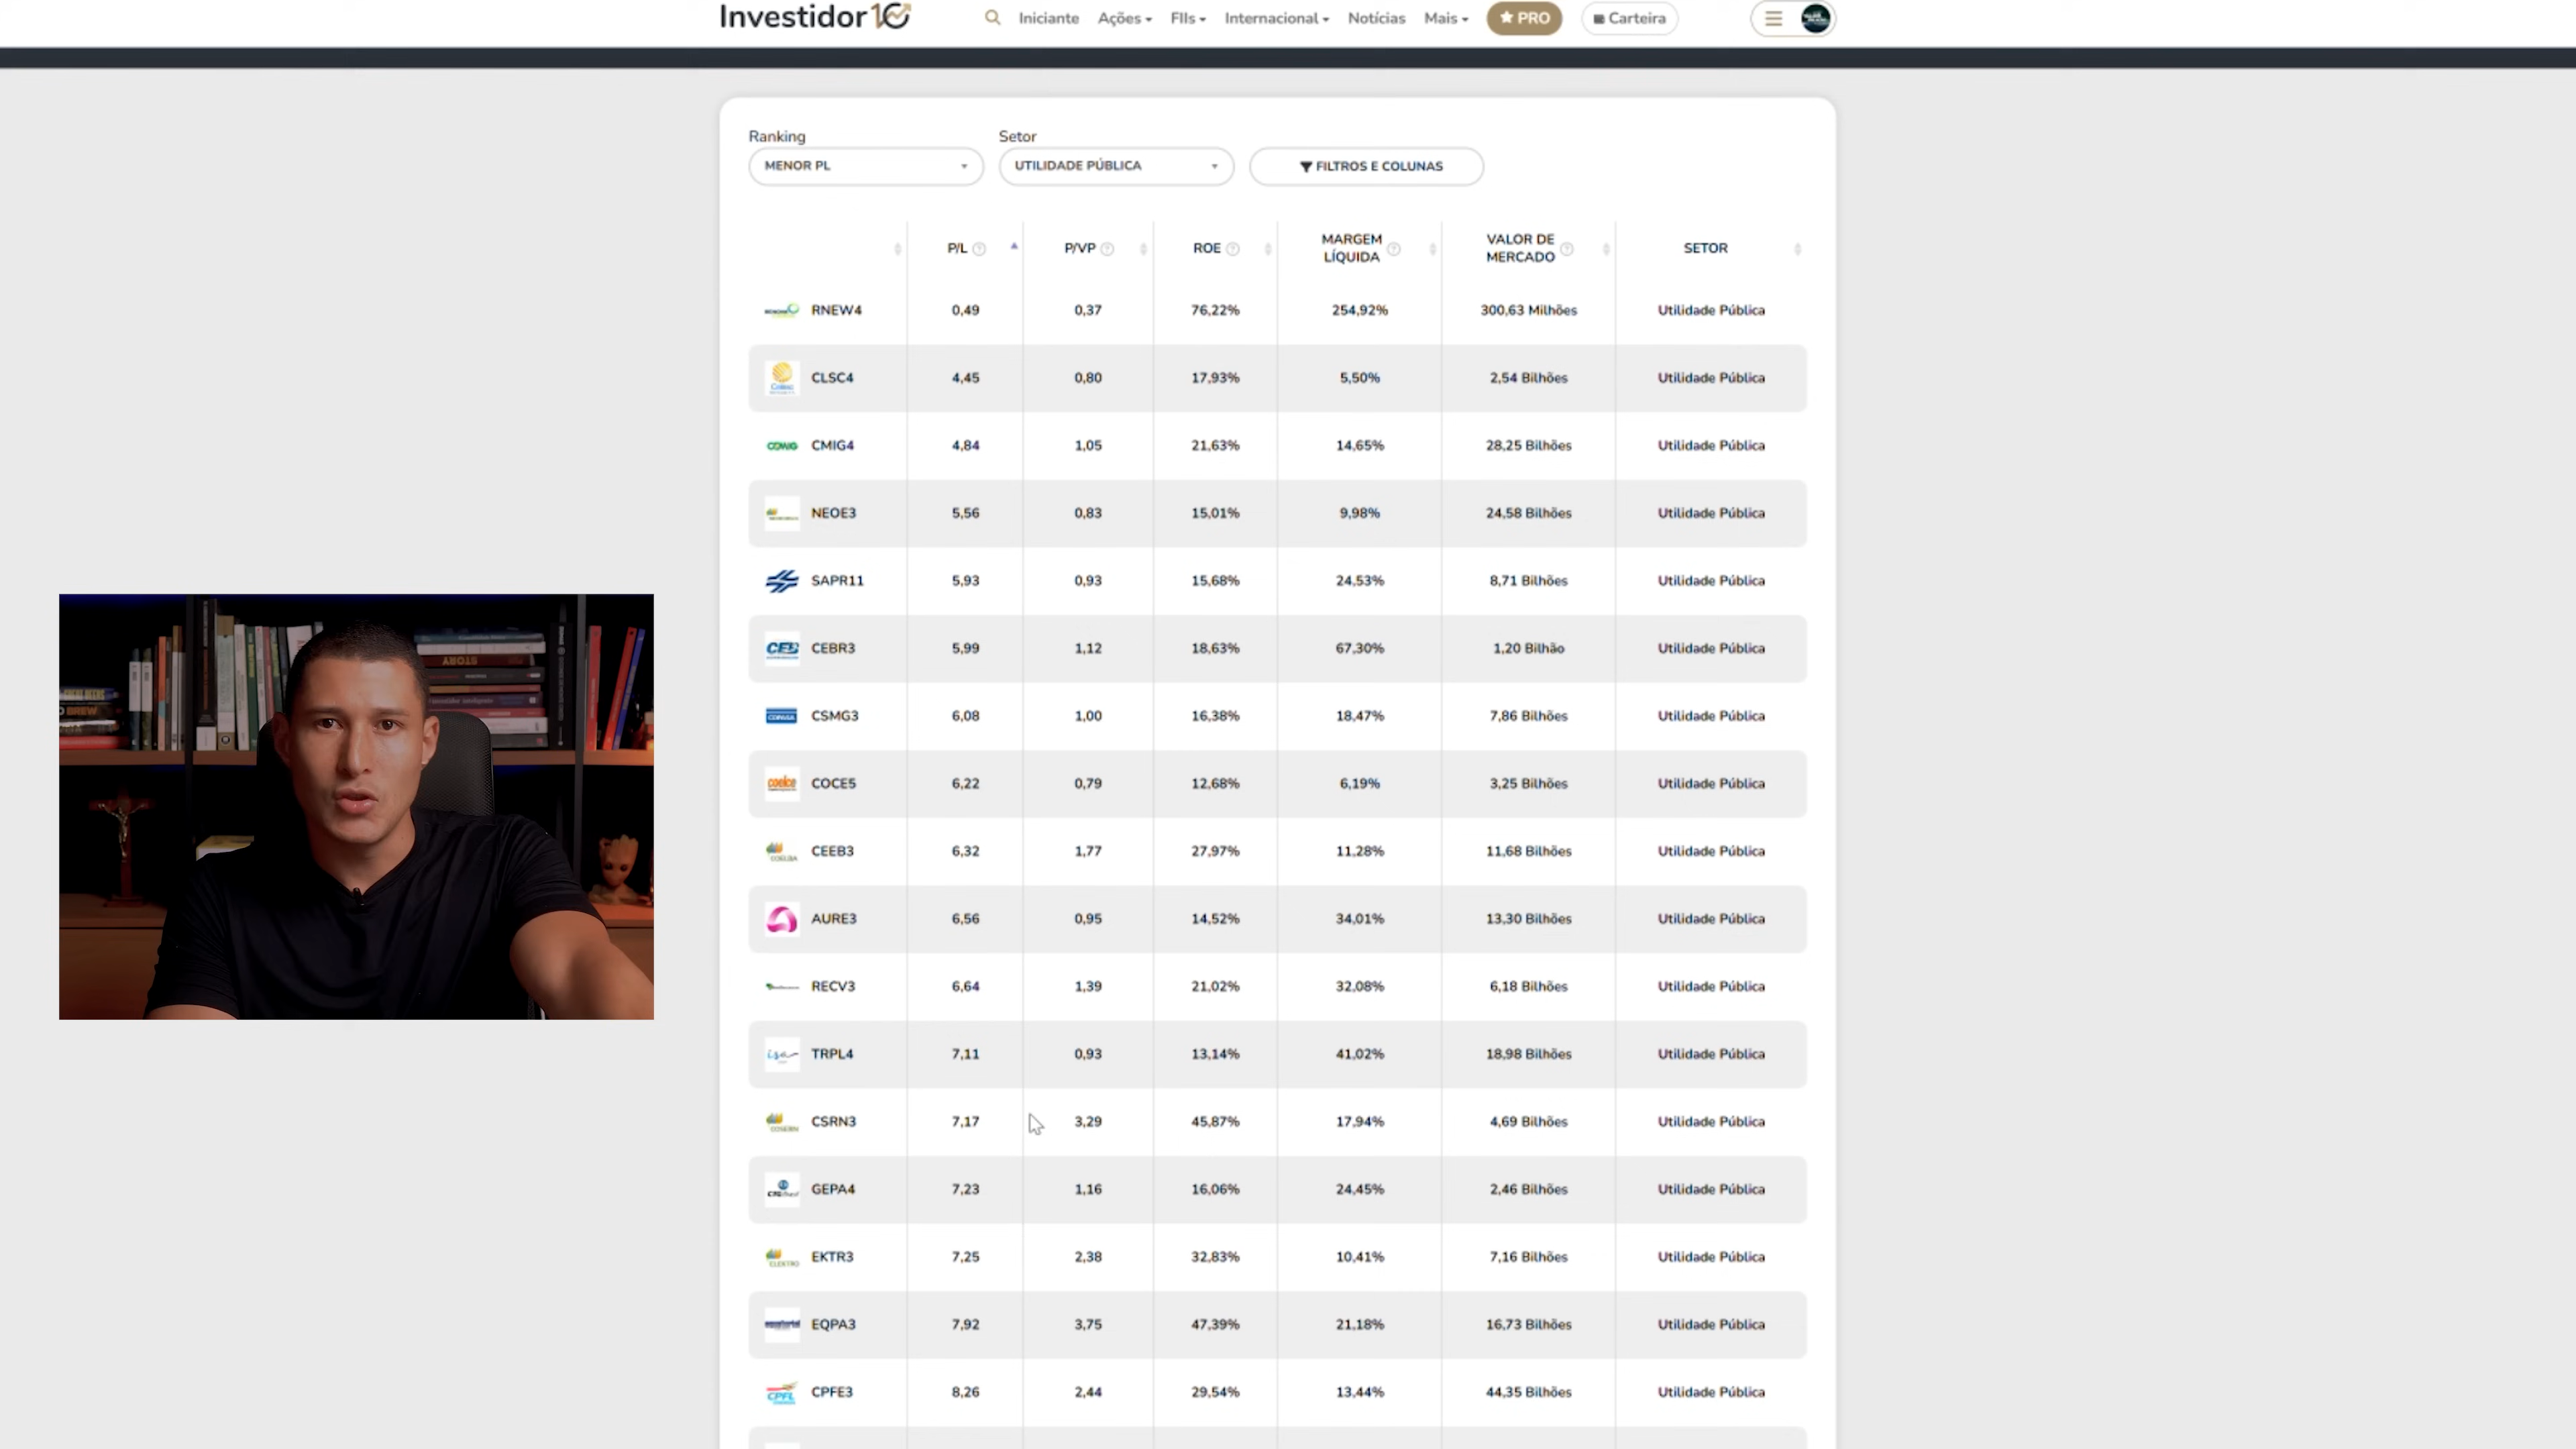 Investidor 10
Iniciante Ações FIIs Internacional Notícias Mais PRO Carteira
Ranking Setor
MENOR PL UTILIDADE PÚBLICA FILTROS E COLUNAS
P/L P/VP ROE MARGEM LÍQUIDA VALOR DE MERCADO SETOR
RNEW4 0,49 0,37 76,22% 254,92% 300,63 Milhões Utilidade Pública
CLSC4 4,45 0,80 17,93% 5,50% 2,54 Bilhões Utilidade Pública
CMIG4 4,84 1,05 21,63% 14,65% 28,25 Bilhões Utilidade Pública
NEOE3 5,56 0,83 15,01% 9,98% 24,58 Bilhões Utilidade Pública
SAPR11 5,93 0,93 15,68% 24,53% 8,71 Bilhões Utilidade Pública
CEB CEBR3 5,99 1,12 18,63% 67,30% 1,20 Bilhão Utilidade Pública
COPASA CSMG3 6,08 1,00 16,38% 18,47% 7,86 Bilhões Utilidade Pública
coelce COCE5 6,22 0,79 12,68% 6,19% 3,25 Bilhões Utilidade Pública
CEEB3 6,32 1,77 27,97% 11,28% 11,68 Bilhões Utilidade Pública
AURE3 6,56 0,95 14,52% 34,01% 13,30 Bilhões Utilidade Pública
RECV3 6,64 1,39 21,02% 32,08% 6,18 Bilhões Utilidade Pública
isa TRPL4 7,11 0,93 13,14% 41,02% 18,98 Bilhões Utilidade Pública
CSRN3 7,17 3,29 45,87% 17,94% 4,69 Bilhões Utilidade Pública
GEPA4 7,23 1,16 16,06% 24,45% 2,46 Bilhões Utilidade Pública
EKTR3 7,25 2,38 32,83% 10,41% 7,16 Bilhões Utilidade Pública
EQPA3 7,92 3,75 47,39% 21,18% 16,73 Bilhões Utilidade Pública
CPFL CPFE3 8,26 2,44 29,54% 13,44% 44,35 Bilhões Utilidade Pública
STORY
BREW